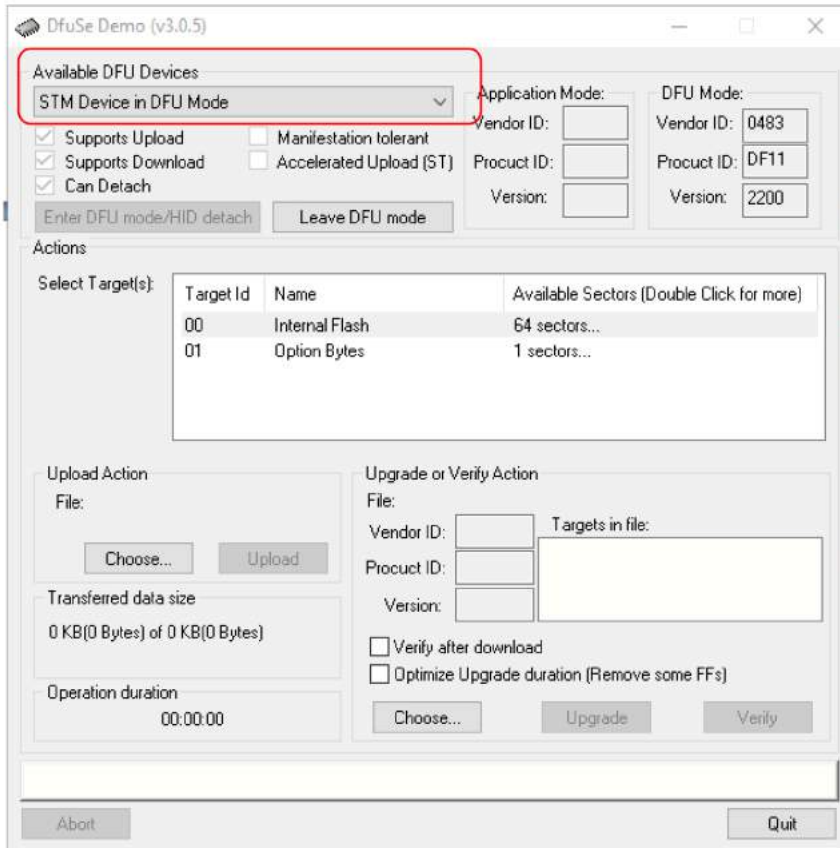 DfuSe Demo (v3.0.5)
Available DFU Devices
STM Device in DFU Mode
Supports Upload
Manifestation tolerant
Supports Download
Accelerated Upload (ST)
Can Detach
Enter DFU mode/HID detach
Leave DFU mode
Application Mode:
Vendor ID:
Procuct ID:
Version:
DFU Mode:
Vendor ID: 0483
Procuct ID: DF11
Version: 2200
Actions
Select Target(s):
Target Id Name Available Sectors (Double Click for more)
00 Internal Flash 64 sectors...
01 Option Bytes 1 sectors...
Upload Action
File:
Choose... Upload
Transferred data size
0 KB(0 Bytes) of 0 KB(0 Bytes)
Operation duration
00:00:00
Upgrade or Verify Action
File:
Vendor ID:
Procuct ID:
Version:
Targets in file:
Verify after download
Optimize Upgrade duration (Remove some FFs)
Choose... Upgrade Verify
Abort Quit